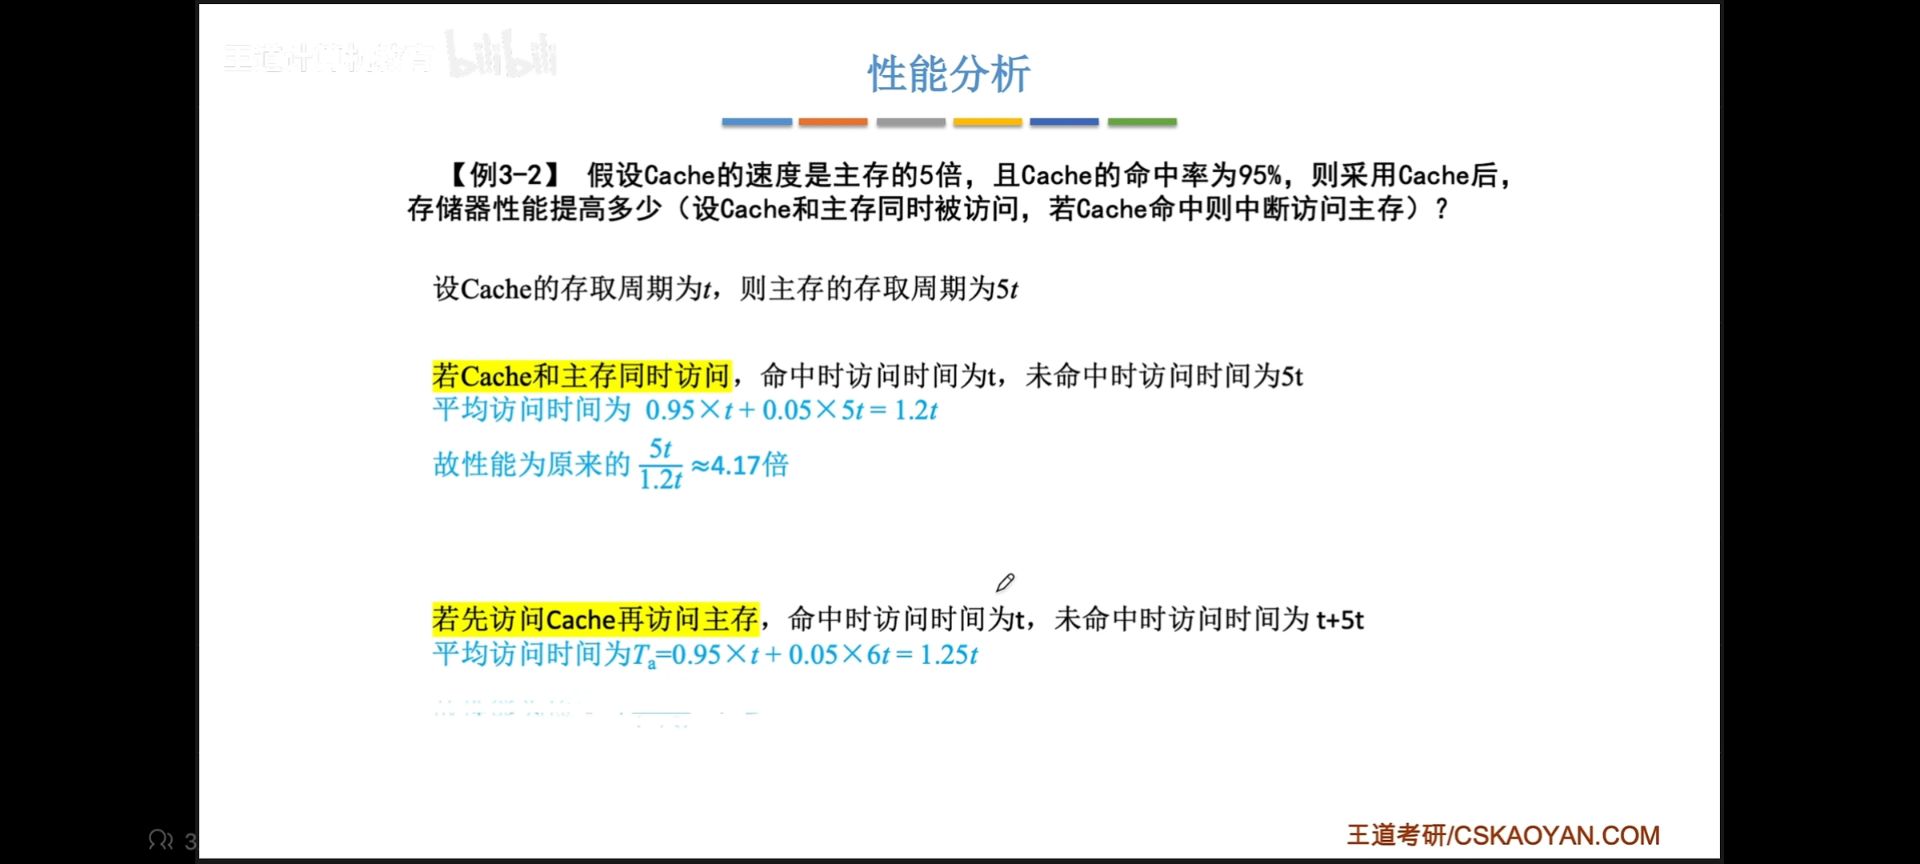 王道计算机教育 bilibili
性能分析
【例3-2】 假设Cache的速度是主存的5倍，且Cache的命中率为95%，则采用Cache后，
存储器性能提高多少（设Cache和主存同时被访问，若Cache命中则中断访问主存）？
设Cache的存取周期为t，则主存的存取周期为5t
若Cache和主存同时访问，命中时访问时间为t，未命中时访问时间为5t
平均访问时间为 0.95×t + 0.05×5t = 1.2t
故性能为原来的 5t/1.2t ≈4.17倍
若先访问Cache再访问主存，命中时访问时间为t，未命中时访问时间为 t+5t
平均访问时间为Ta=0.95×t + 0.05×6t = 1.25t
3
王道考研/CSKAOYAN.COM